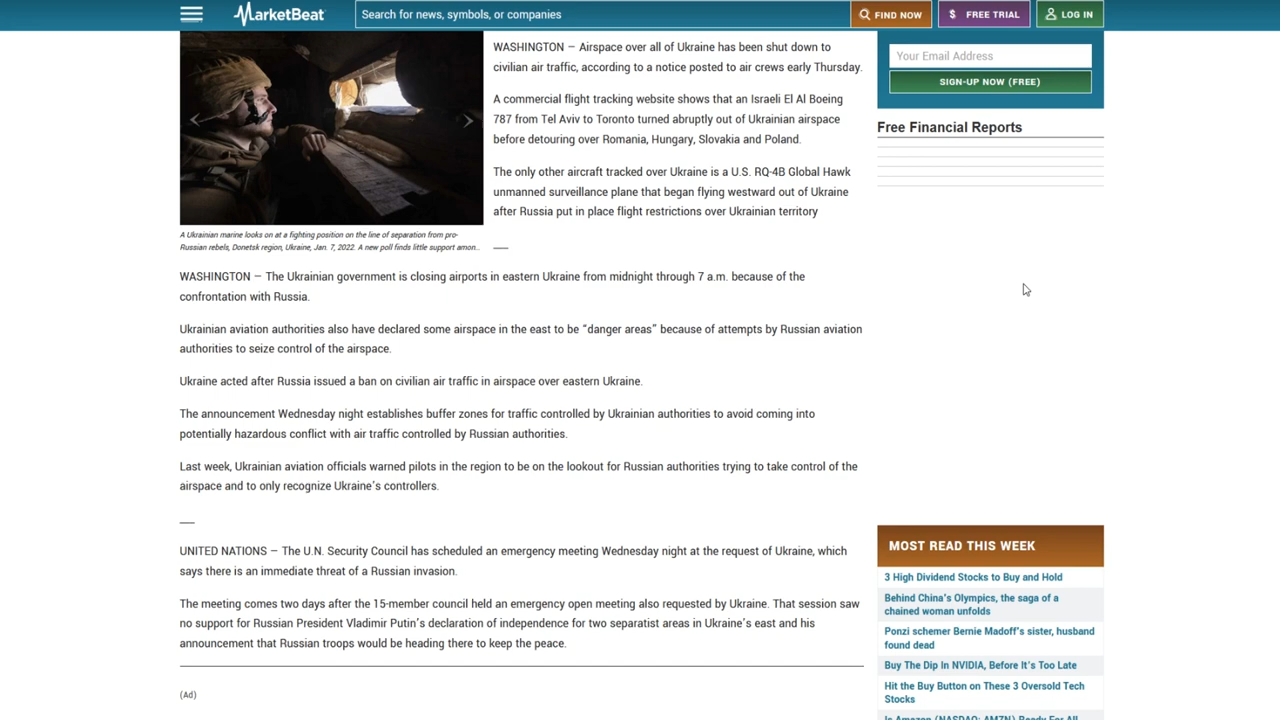 MarketBeat
Search for news, symbols, or companies
FIND NOW
$ FREE TRIAL
LOG IN
WASHINGTON — Airspace over all of Ukraine has been shut down to
civilian air traffic, according to a notice posted to air crews early Thursday.
A commercial flight tracking website shows that an Israeli El Al Boeing
787 from Tel Aviv to Toronto turned abruptly out of Ukrainian airspace
before detouring over Romania, Hungary, Slovakia and Poland.
The only other aircraft tracked over Ukraine is a U.S. RQ-4B Global Hawk
unmanned surveillance plane that began flying westward out of Ukraine
after Russia put in place flight restrictions over Ukrainian territory
A Ukrainian marine looks on at a fighting position on the line of separation from pro-
Russian rebels, Donetsk region, Ukraine, Jan. 7, 2022. A new poll finds little support amon..
—
WASHINGTON — The Ukrainian government is closing airports in eastern Ukraine from midnight through 7 a.m. because of the
confrontation with Russia.
Ukrainian aviation authorities also have declared some airspace in the east to be “danger areas” because of attempts by Russian aviation
authorities to seize control of the airspace.
Ukraine acted after Russia issued a ban on civilian air traffic in airspace over eastern Ukraine.
The announcement Wednesday night establishes buffer zones for traffic controlled by Ukrainian authorities to avoid coming into
potentially hazardous conflict with air traffic controlled by Russian authorities.
Last week, Ukrainian aviation officials warned pilots in the region to be on the lookout for Russian authorities trying to take control of the
airspace and to only recognize Ukraine’s controllers.
—
UNITED NATIONS — The U.N. Security Council has scheduled an emergency meeting Wednesday night at the request of Ukraine, which
says there is an immediate threat of a Russian invasion.
The meeting comes two days after the 15-member council held an emergency open meeting also requested by Ukraine. That session saw
no support for Russian President Vladimir Putin’s declaration of independence for two separatist areas in Ukraine’s east and his
announcement that Russian troops would be heading there to keep the peace.
(Ad)
Your Email Address
SIGN-UP NOW (FREE)
Free Financial Reports
MOST READ THIS WEEK
3 High Dividend Stocks to Buy and Hold
Behind China's Olympics, the saga of a
chained woman unfolds
Ponzi schemer Bernie Madoff's sister, husband
found dead
Buy The Dip In NVIDIA, Before It's Too Late
Hit the Buy Button on These 3 Oversold Tech
Stocks
Is Amazon (NASDAQ: AMZN) Ready For All